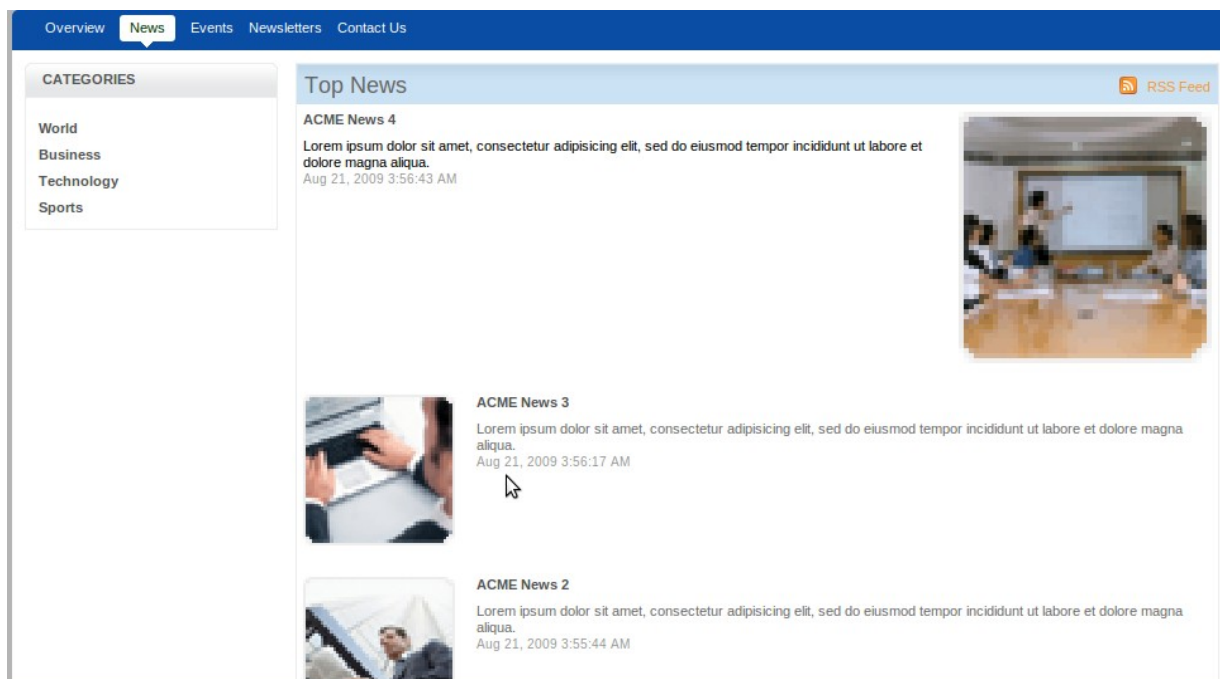 Overview News Events Newsletters Contact Us
CATEGORIES
World
Business
Technology
Sports
Top News
RSS Feed
ACME News 4
Lorem ipsum dolor sit amet, consectetur adipisicing elit, sed do eiusmod tempor incididunt ut labore et
dolore magna aliqua.
Aug 21, 2009 3:56:43 AM
ACME News 3
Lorem ipsum dolor sit amet, consectetur adipisicing elit, sed do eiusmod tempor incididunt ut labore et dolore magna
aliqua.
Aug 21, 2009 3:56:17 AM
ACME News 2
Lorem ipsum dolor sit amet, consectetur adipisicing elit, sed do eiusmod tempor incididunt ut labore et dolore magna
aliqua.
Aug 21, 2009 3:55:44 AM